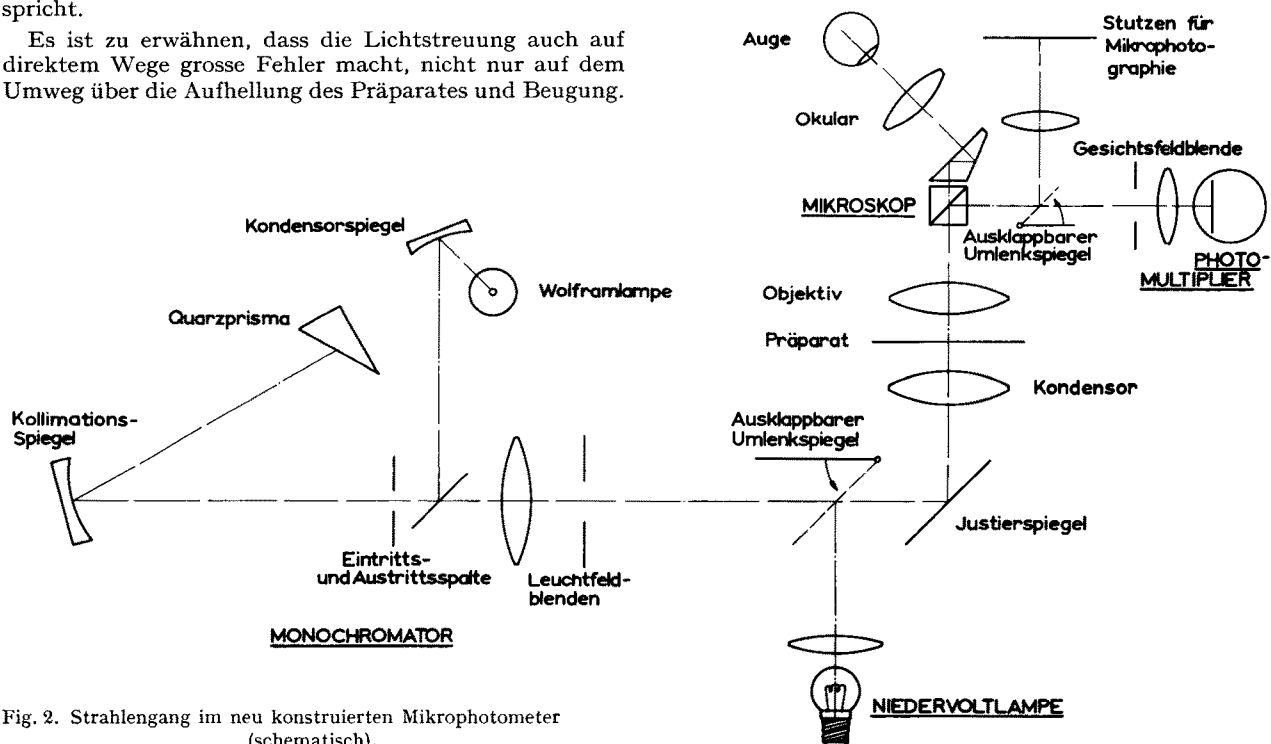 spricht.
Es ist zu erwähnen, dass die Lichtstreuung auch auf
direktem Wege grosse Fehler macht, nicht nur auf dem
Umweg über die Aufhellung des Präparates und Beugung.
Auge
Stutzen für
Mikrophoto-
graphie
Okular
Gesichtsfeldblende
MIKROSKOP
Ausklappbarer
Umlenkspiegel
PHOTO-
MULTIPLIER
Kondensorspiegel
Wolframlampe
Objektiv
Quarzprisma
Präparat
Kondensor
Kollimations-
Spiegel
Ausklappbarer
Umlenkspiegel
Justierspiegel
Eintritts-
und Austrittsspalte
Leuchtfeld-
blenden
MONOCHROMATOR
NIEDERVOLTLAMPE
Fig. 2. Strahlengang im neu konstruierten Mikrophotometer
(schematisch).